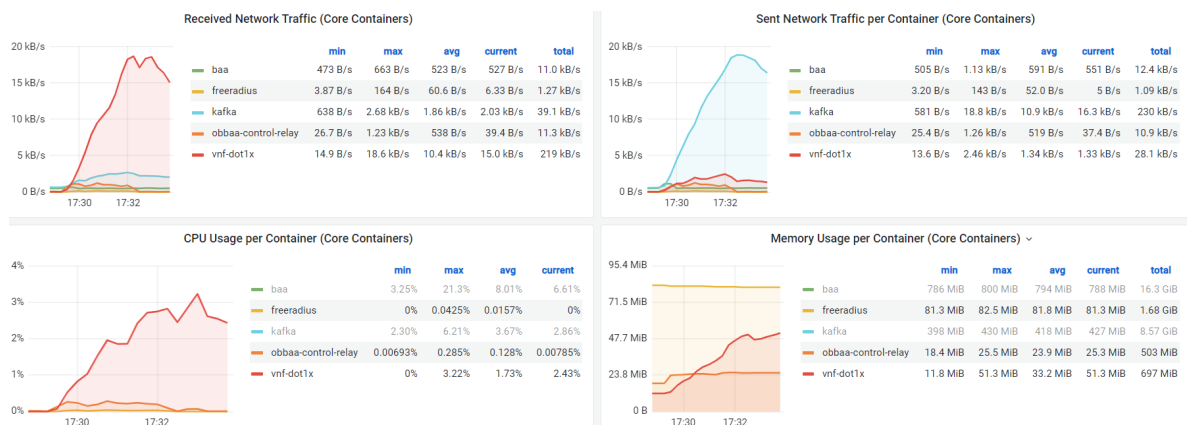 Received Network Traffic (Core Containers)
20 kB/s
15 kB/s
10 kB/s
5 kB/s
0 B/s
17:30 17:32
min max avg current total
baa 473 B/s 663 B/s 523 B/s 527 B/s 11.0 kB/s
freeradius 3.87 B/s 164 B/s 60.6 B/s 6.33 B/s 1.27 kB/s
kafka 638 B/s 2.68 kB/s 1.86 kB/s 2.03 kB/s 39.1 kB/s
obbaa-control-relay 26.7 B/s 1.23 kB/s 538 B/s 39.4 B/s 11.3 kB/s
vnf-dot1x 14.9 B/s 18.6 kB/s 10.4 kB/s 15.0 kB/s 219 kB/s
Sent Network Traffic per Container (Core Containers)
20 kB/s
15 kB/s
10 kB/s
5 kB/s
0 B/s
17:30 17:32
min max avg current total
baa 505 B/s 1.13 kB/s 591 B/s 551 B/s 12.4 kB/s
freeradius 3.20 B/s 143 B/s 52.0 B/s 5 B/s 1.09 kB/s
kafka 581 B/s 18.8 kB/s 10.9 kB/s 16.3 kB/s 230 kB/s
obbaa-control-relay 25.4 B/s 1.26 kB/s 519 B/s 37.4 B/s 10.9 kB/s
vnf-dot1x 13.6 B/s 2.46 kB/s 1.34 kB/s 1.33 kB/s 28.1 kB/s
CPU Usage per Container (Core Containers)
4%
3%
2%
1%
0%
17:30 17:32
min max avg current
baa 3.25% 21.3% 8.01% 6.61%
freeradius 0% 0.0425% 0.0157% 0%
kafka 2.30% 6.21% 3.67% 2.86%
obbaa-control-relay 0.00693% 0.285% 0.128% 0.00785%
vnf-dot1x 0% 3.22% 1.73% 2.43%
Memory Usage per Container (Core Containers)
95.4 MiB
71.5 MiB
47.7 MiB
23.8 MiB
0 B
17:30 17:32
min max avg current total
baa 786 MiB 800 MiB 794 MiB 788 MiB 16.3 GiB
freeradius 81.3 MiB 82.5 MiB 81.8 MiB 81.3 MiB 1.68 GiB
kafka 398 MiB 430 MiB 418 MiB 427 MiB 8.57 GiB
obbaa-control-relay 18.4 MiB 25.5 MiB 23.9 MiB 25.3 MiB 503 MiB
vnf-dot1x 11.8 MiB 51.3 MiB 33.2 MiB 51.3 MiB 697 MiB